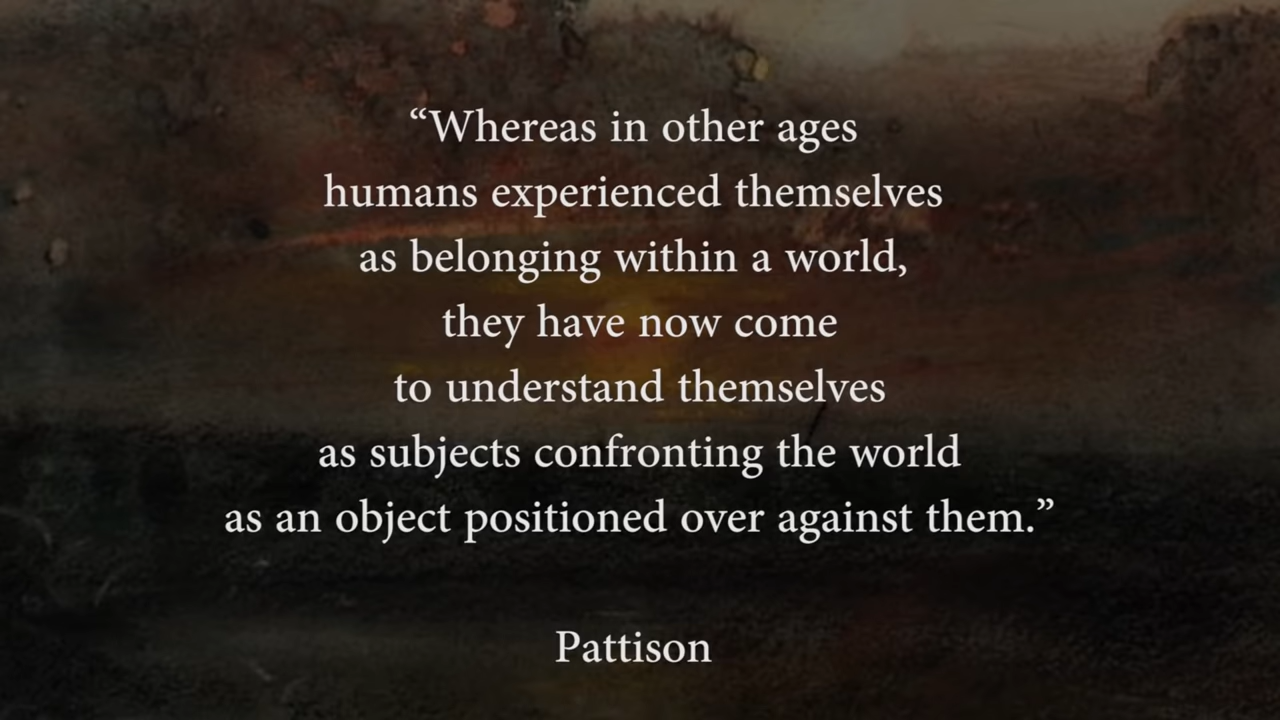 “Whereas in other ages
humans experienced themselves
as belonging within a world,
they have now come
to understand themselves
as subjects confronting the world
as an object positioned over against them.”
Pattison